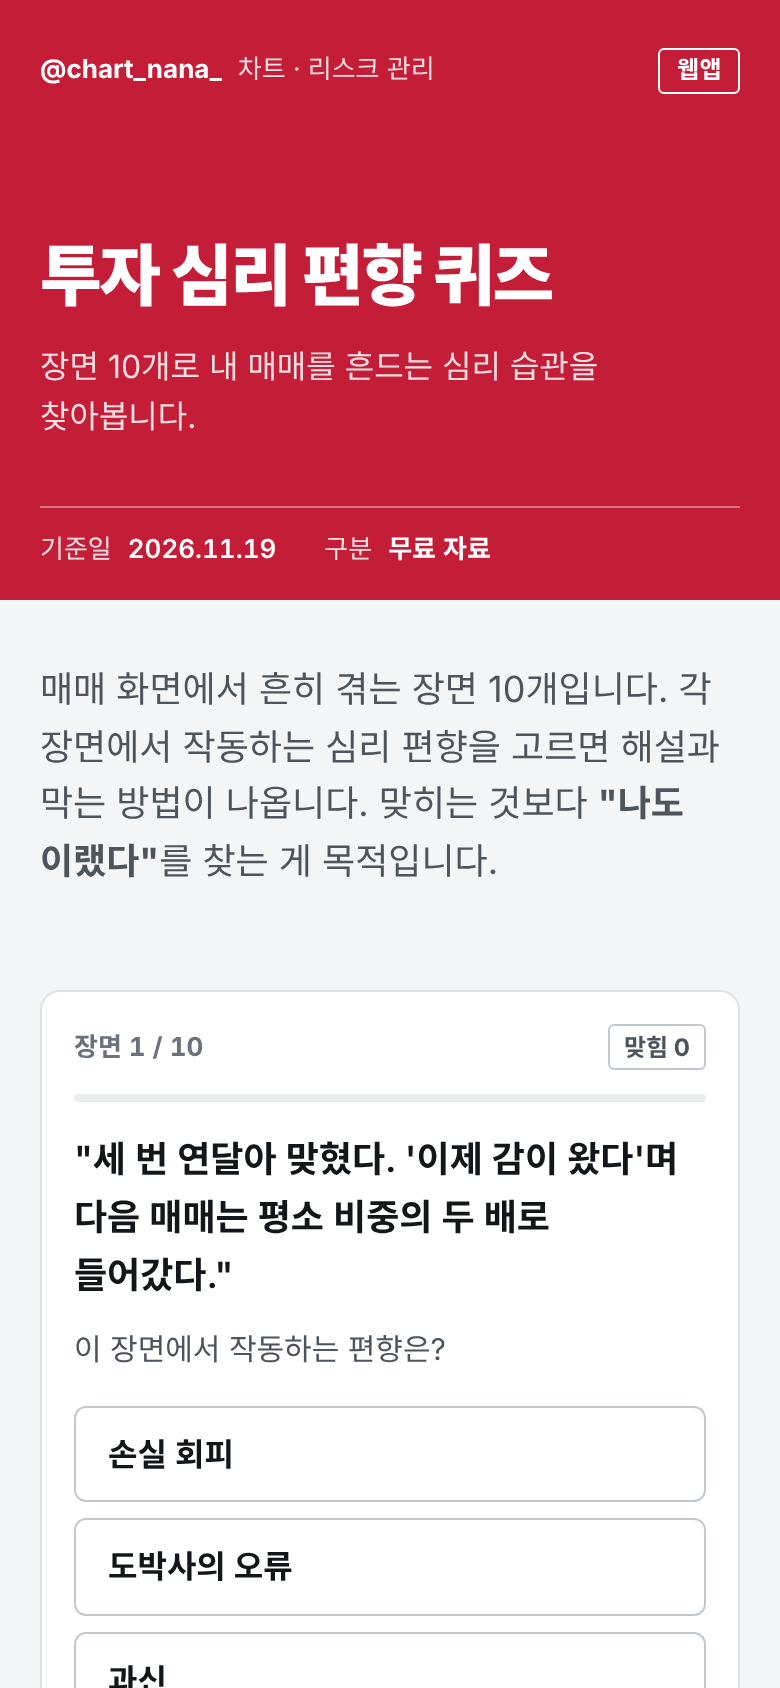 @chart_nana_ 차트 · 리스크 관리
웹앱
투자 심리 편향 퀴즈
장면 10개로 내 매매를 흔드는 심리 습관을
찾아봅니다.
기준일 2026.11.19 구분 무료 자료
매매 화면에서 흔히 겪는 장면 10개입니다. 각
장면에서 작동하는 심리 편향을 고르면 해설과
막는 방법이 나옵니다. 맞히는 것보다 "나도
이랬다"를 찾는 게 목적입니다.
장면 1 / 10
맞힘 0
"세 번 연달아 맞혔다. '이제 감이 왔다'며
다음 매매는 평소 비중의 두 배로
들어갔다."
이 장면에서 작동하는 편향은?
손실 회피
도박사의 오류
과신